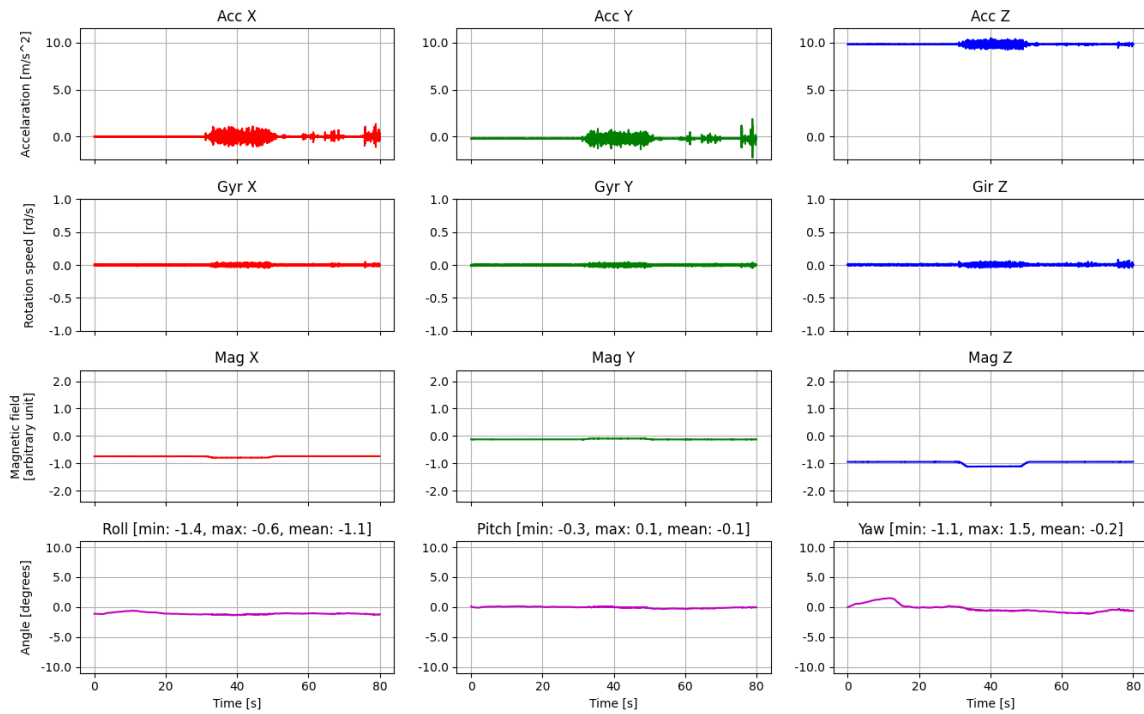 Acc X
Acc Y
Acc Z
Accelaration [m/s^2]
10.0
5.0
0.0
10.0
5.0
0.0
10.0
5.0
0.0
Gyr X
Gyr Y
Gir Z
Rotation speed [rd/s]
1.0
0.5
0.0
-0.5
-1.0
1.0
0.5
0.0
-0.5
-1.0
1.0
0.5
0.0
-0.5
-1.0
Mag X
Mag Y
Mag Z
Magnetic field
[arbitrary unit]
2.0
1.0
0.0
-1.0
-2.0
2.0
1.0
0.0
-1.0
-2.0
2.0
1.0
0.0
-1.0
-2.0
Roll [min: -1.4, max: -0.6, mean: -1.1]
Pitch [min: -0.3, max: 0.1, mean: -0.1]
Yaw [min: -1.1, max: 1.5, mean: -0.2]
Angle [degrees]
10.0
5.0
0.0
-5.0
-10.0
10.0
5.0
0.0
-5.0
-10.0
10.0
5.0
0.0
-5.0
-10.0
0 20 40 60 80
0 20 40 60 80
0 20 40 60 80
Time [s]
Time [s]
Time [s]